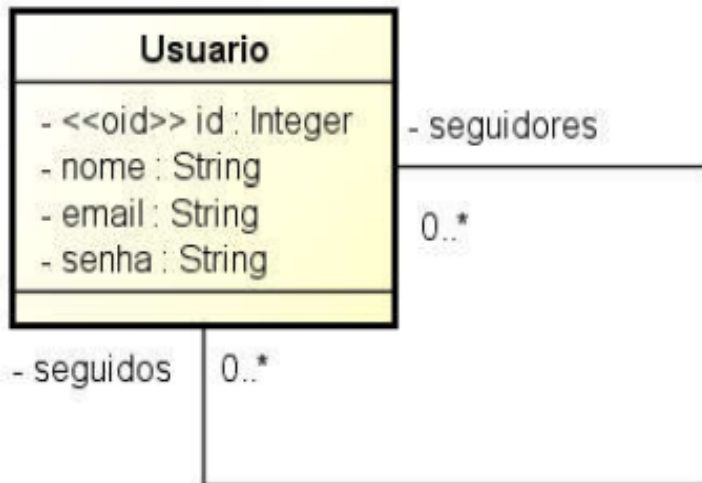 Usuario
- <<oid>> id : Integer
- nome : String
- email : String
- senha : String
- seguidores
0..*
- seguidos
0..*